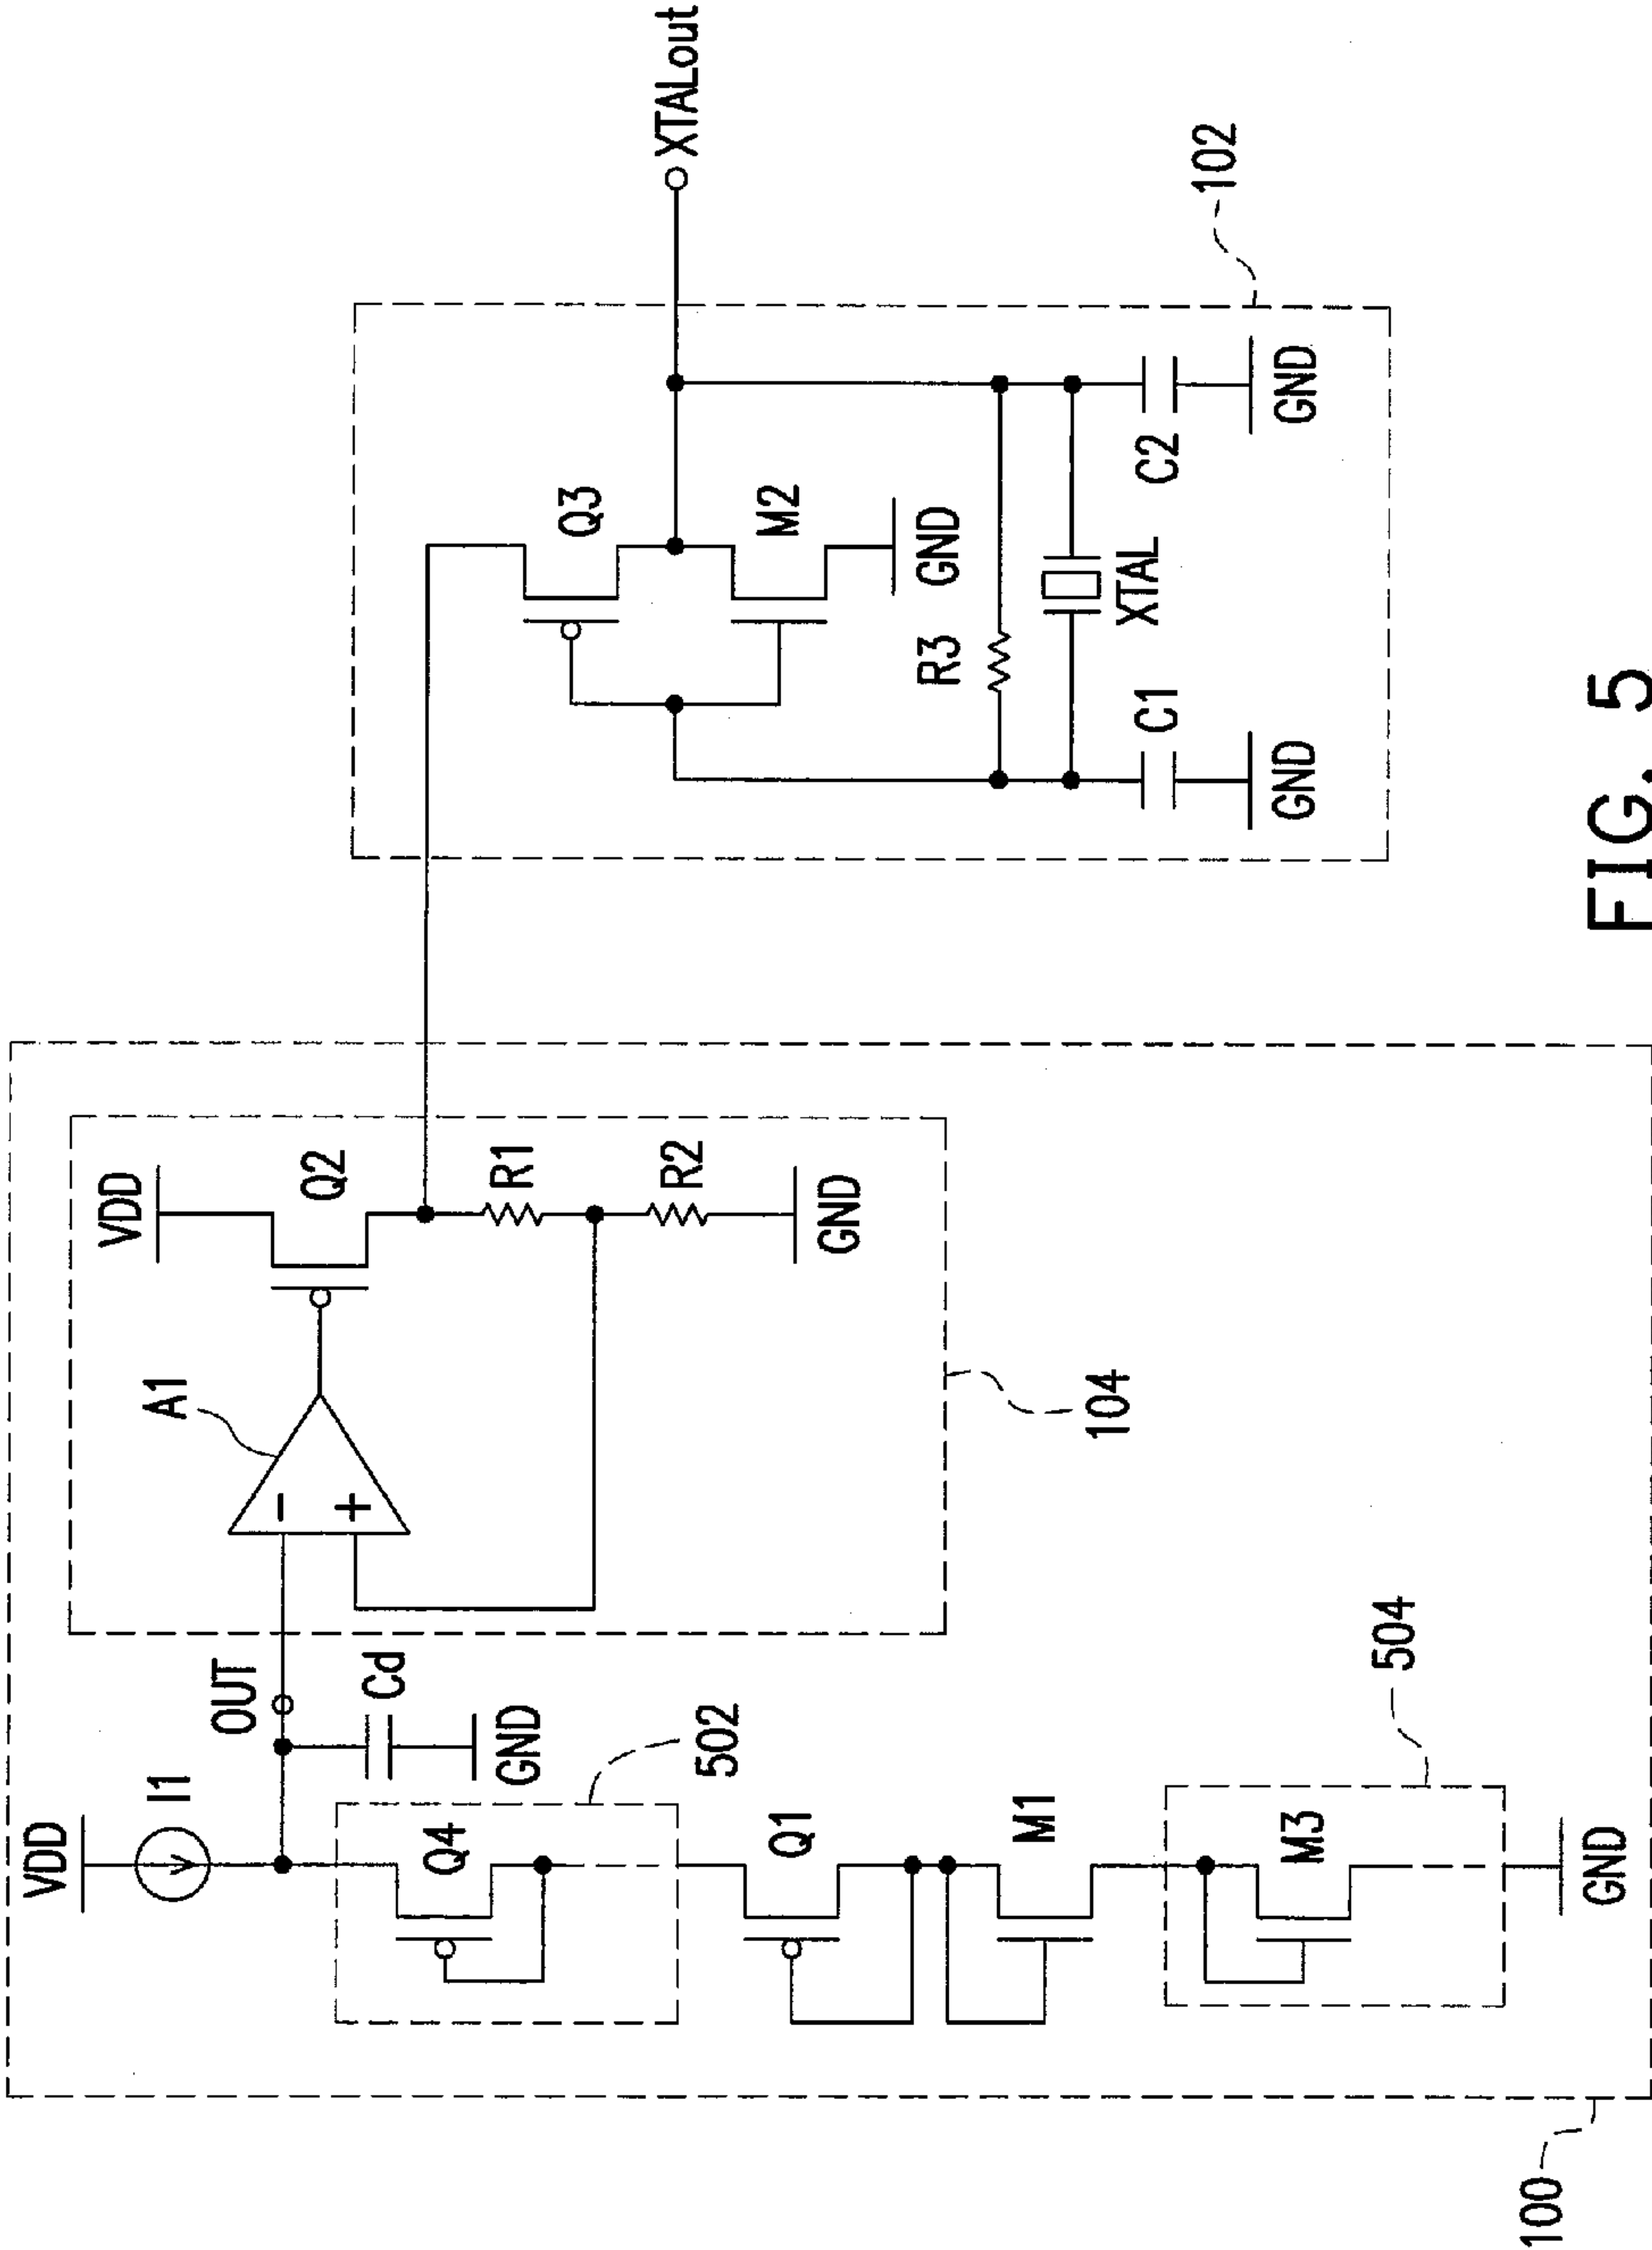 VDD
I1
OUT
Cd
GND
502
Q4
Q1
M1
M3
504
GND
100
A1
-
+
VDD
Q2
R1
R2
GND
104
Q3
M2
GND
XTALout
R3
XTAL
C1
C2
GND
GND
102
FIG. 5